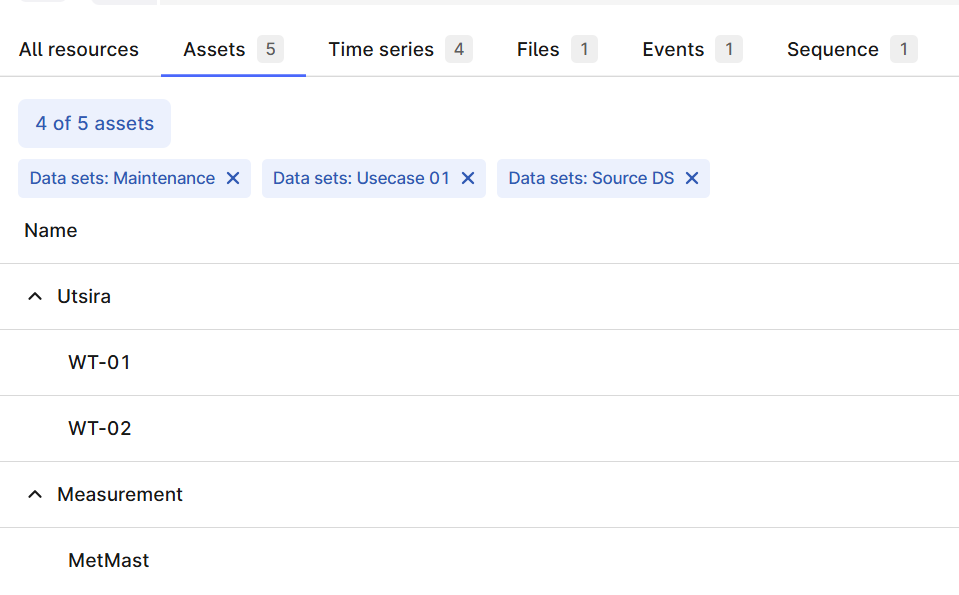 All resources Assets 5 Time series 4 Files 1 Events 1 Sequence 1
4 of 5 assets
Data sets: Maintenance Data sets: Usecase 01 Data sets: Source DS
Name
Utsira
WT-01
WT-02
Measurement
MetMast